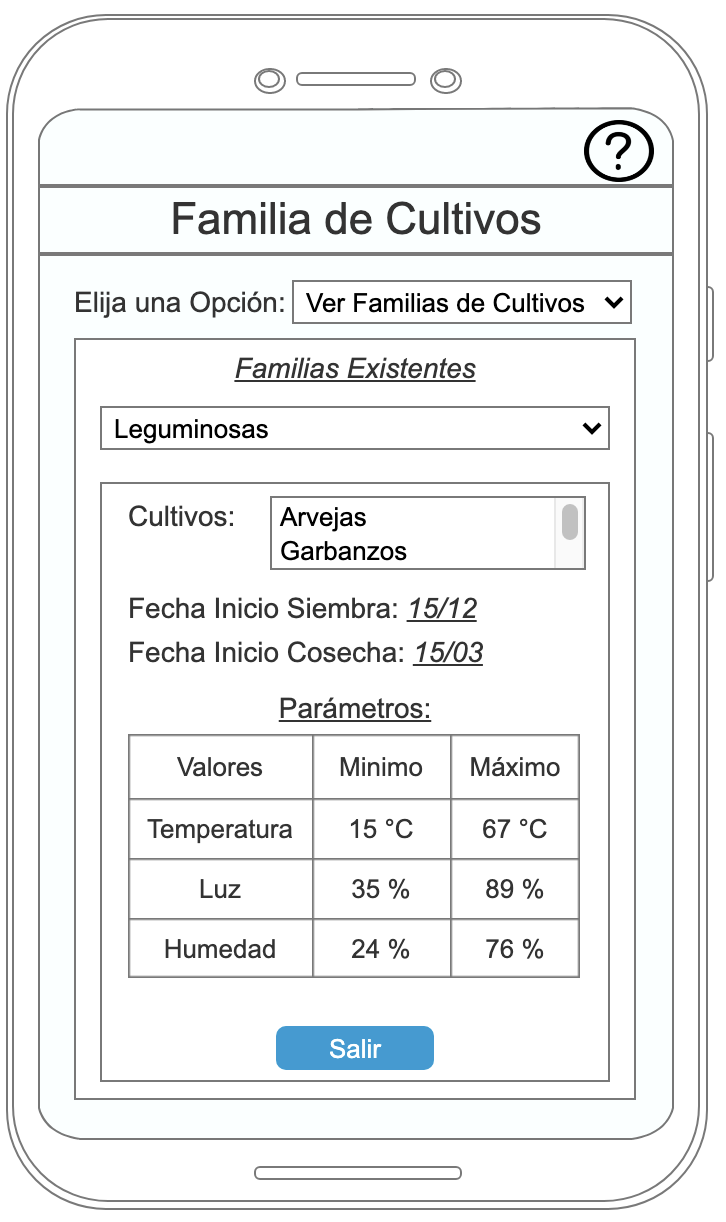 ?
Familia de Cultivos
Elija una Opción: Ver Familias de Cultivos
Familias Existentes
Leguminosas
Cultivos: Arvejas
Garbanzos
Fecha Inicio Siembra: 15/12
Fecha Inicio Cosecha: 15/03
Parámetros:
Valores Minimo Máximo
Temperatura 15 °C 67 °C
Luz 35 % 89 %
Humedad 24 % 76 %
Salir